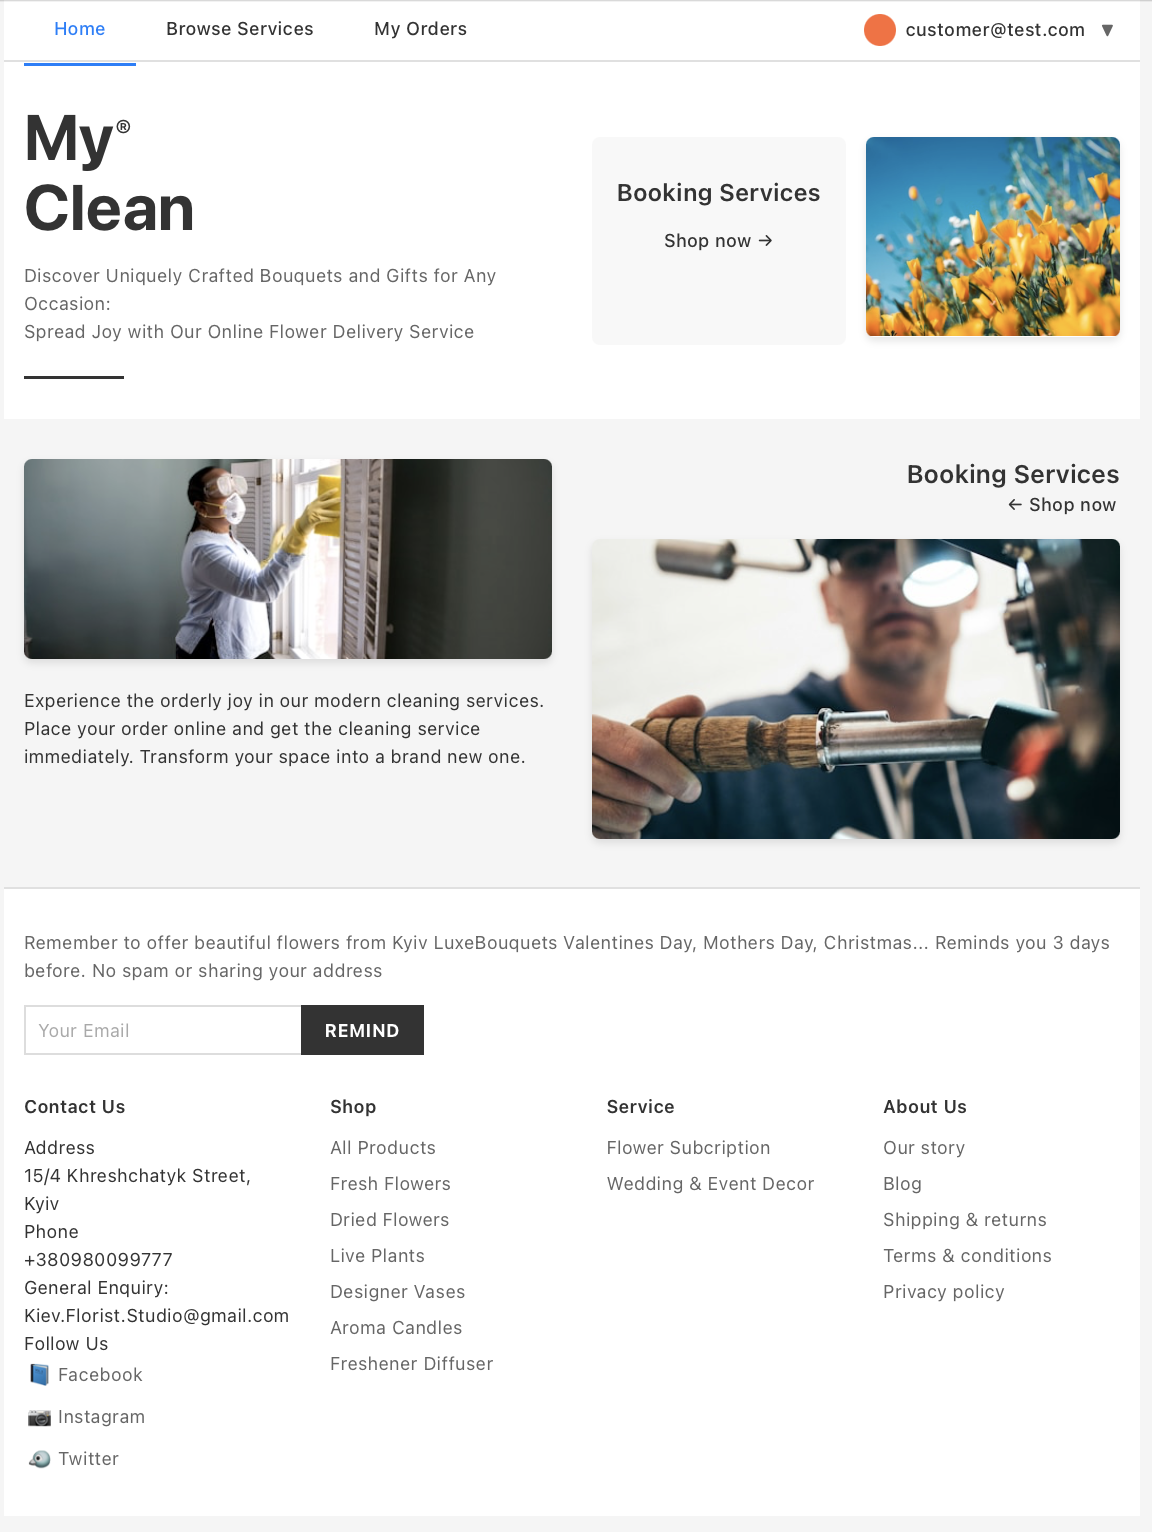 Home
Browse Services
My Orders
customer@test.com ▼
My®
Clean
Discover Uniquely Crafted Bouquets and Gifts for Any
Occasion:
Spread Joy with Our Online Flower Delivery Service
Booking Services
Shop now →
Experience the orderly joy in our modern cleaning services.
Place your order online and get the cleaning service
immediately. Transform your space into a brand new one.
Booking Services
← Shop now
Remember to offer beautiful flowers from Kyiv LuxeBouquets Valentines Day, Mothers Day, Christmas... Reminds you 3 days
before. No spam or sharing your address
Your Email
REMIND
Contact Us
Address
15/4 Khreshchatyk Street,
Kyiv
Phone
+380980099777
General Enquiry:
Kiev.Florist.Studio@gmail.com
Follow Us
Facebook
Instagram
Twitter
Shop
All Products
Fresh Flowers
Dried Flowers
Live Plants
Designer Vases
Aroma Candles
Freshener Diffuser
Service
Flower Subcription
Wedding & Event Decor
About Us
Our story
Blog
Shipping & returns
Terms & conditions
Privacy policy